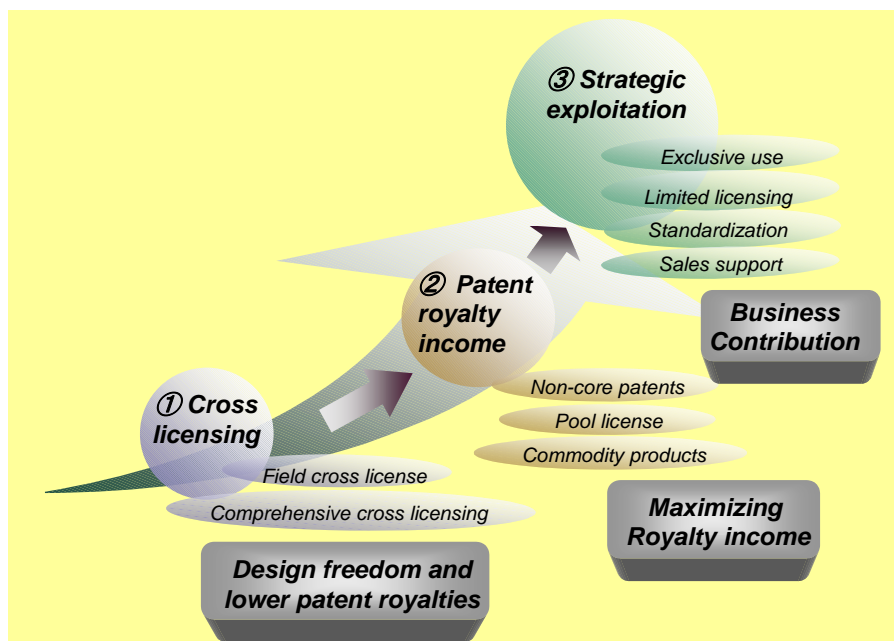 ③ Strategic
exploitation
Exclusive use
Limited licensing
Standardization
Sales support
Business
Contribution
② Patent
royalty
income
Non-core patents
Pool license
Commodity products
Maximizing
Royalty income
① Cross
licensing
Field cross license
Comprehensive cross licensing
Design freedom and
lower patent royalties